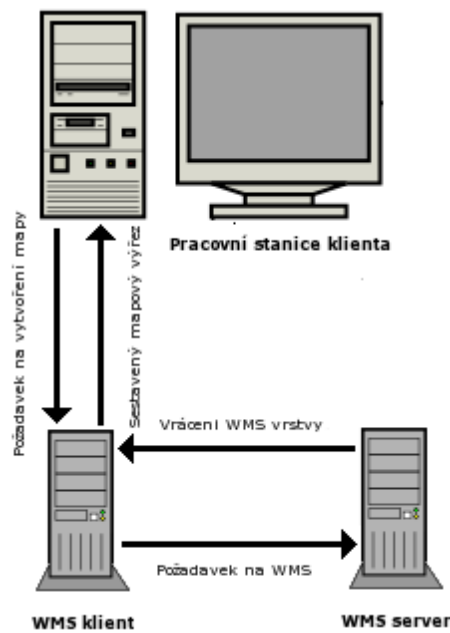 Pracovní stanice klienta
Požadavek na vytvoření mapy
Sestavený mapový výřez
Vrácení WMS vrstvy
Požadavek na WMS
WMS klient
WMS server